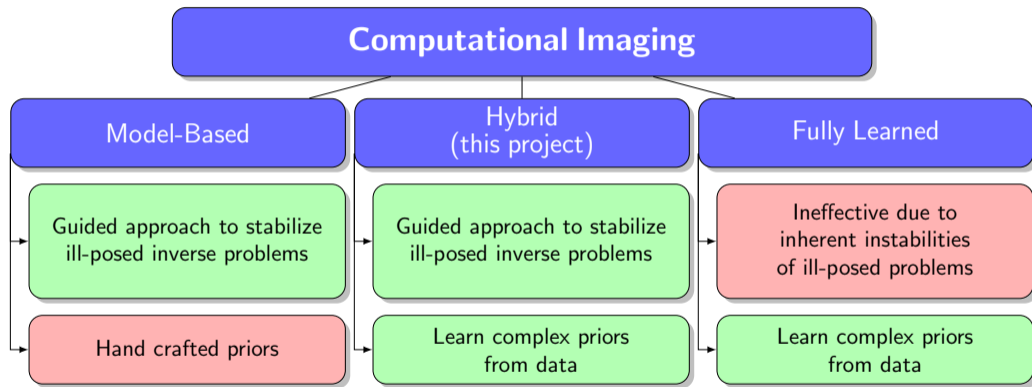 Computational Imaging
Model-Based
Hybrid
(this project)
Fully Learned
Guided approach to stabilize
ill-posed inverse problems
Guided approach to stabilize
ill-posed inverse problems
Ineffective due to
inherent instabilities
of ill-posed problems
Hand crafted priors
Learn complex priors
from data
Learn complex priors
from data